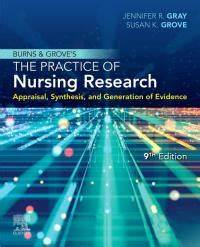 JENNIFER R. GRAY
SUSAN K. GROVE
BURNS & GROVE'S
THE PRACTICE OF
Nursing Research
Appraisal, Synthesis, and Generation of Evidence
9th Edition
ELSEVIER